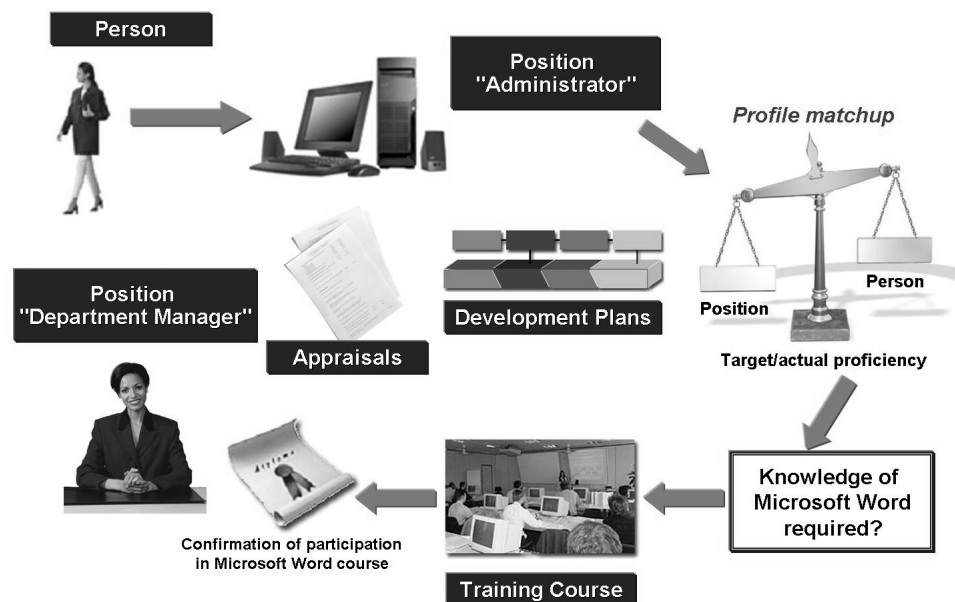 Person
Position
"Administrator"
Profile matchup
Position
Person
Target/actual proficiency
Position
"Department Manager"
Appraisals
Development Plans
Knowledge of
Microsoft Word
required?
diploma
Confirmation of participation
in Microsoft Word course
Training Course